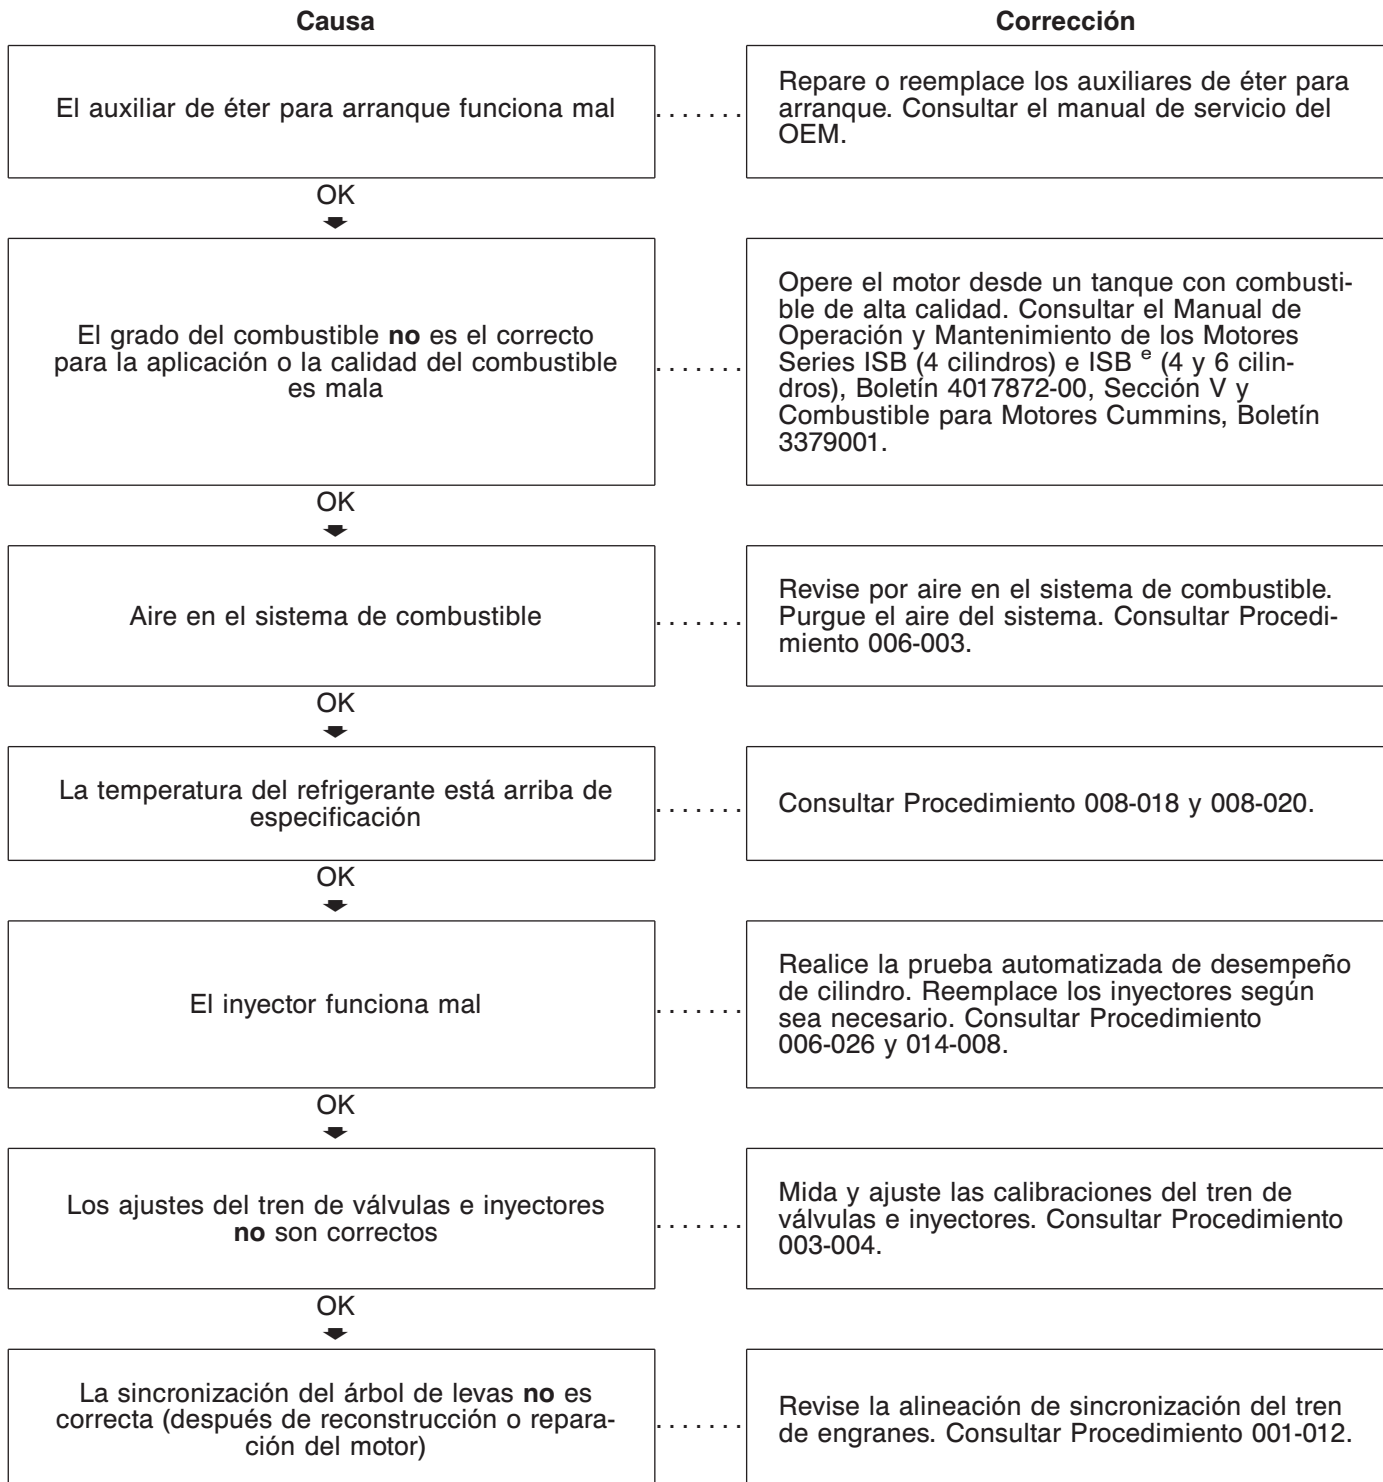 Causa
Corrección
El auxiliar de éter para arranque funciona mal
.......
Repare o reemplace los auxiliares de éter para
arranque. Consultar el manual de servicio del
OEM.
OK
El grado del combustible no es el correcto
para la aplicación o la calidad del combustible
es mala
.......
Opere el motor desde un tanque con combusti-
ble de alta calidad. Consultar el Manual de
Operación y Mantenimiento de los Motores
Series ISB (4 cilindros) e ISB e (4 y 6 cilin-
dros), Boletín 4017872-00, Sección V y
Combustible para Motores Cummins, Boletín
3379001.
OK
Aire en el sistema de combustible
.......
Revise por aire en el sistema de combustible.
Purgue el aire del sistema. Consultar Procedi-
miento 006-003.
OK
La temperatura del refrigerante está arriba de
especificación
.......
Consultar Procedimiento 008-018 y 008-020.
OK
El inyector funciona mal
.......
Realice la prueba automatizada de desempeño
de cilindro. Reemplace los inyectores según
sea necesario. Consultar Procedimiento
006-026 y 014-008.
OK
Los ajustes del tren de válvulas e inyectores
no son correctos
.......
Mida y ajuste las calibraciones del tren de
válvulas e inyectores. Consultar Procedimiento
003-004.
OK
La sincronización del árbol de levas no es
correcta (después de reconstrucción o repara-
ción del motor)
.......
Revise la alineación de sincronización del tren
de engranes. Consultar Procedimiento 001-012.